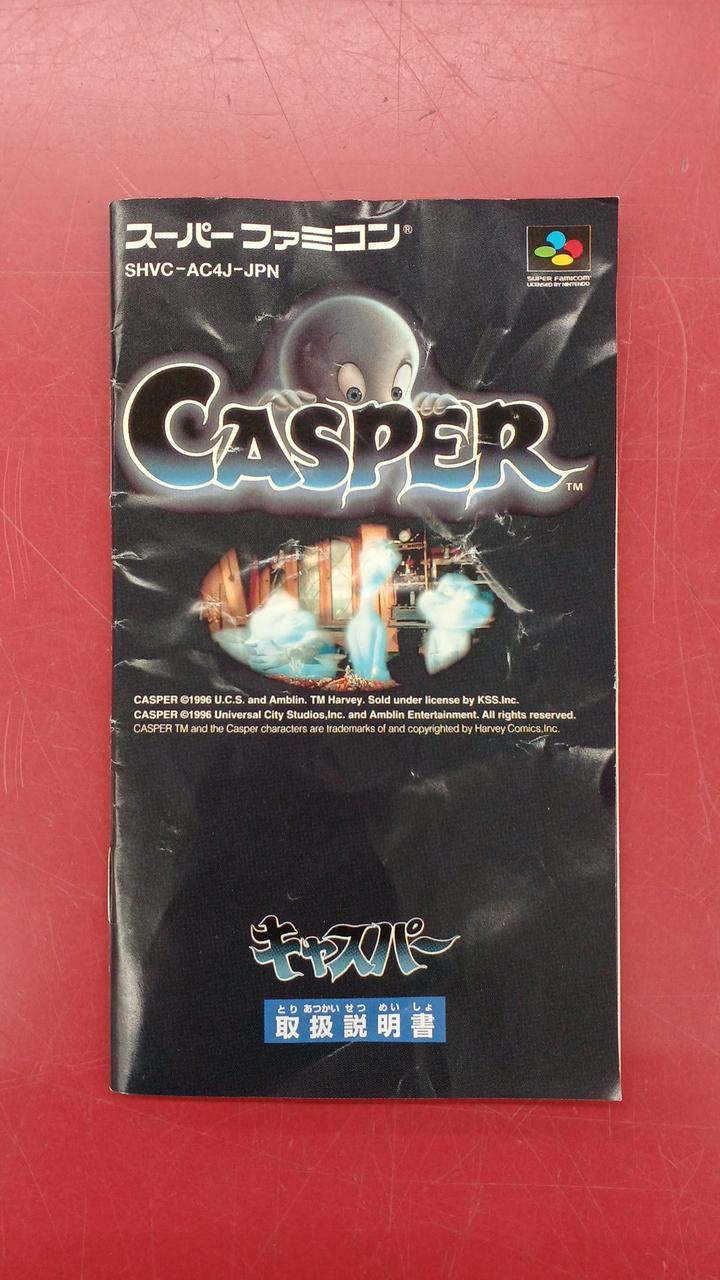 スーパーファミコン®
SHVC-AC4J-JPN
SUPER FAMICOM
LICENSED BY NINTENDO
CASPER™
CASPER ©1996 U.C.S. and Amblin. TM Harvey. Sold under license by KSS.Inc.
CASPER ©1996 Universal City Studios,Inc. and Amblin Entertainment. All rights reserved.
CASPER TM and the Casper characters are trademarks of and copyrighted by Harvey Comics,Inc.
キャスパー
とり あつかい せつ めい しょ
取扱説明書